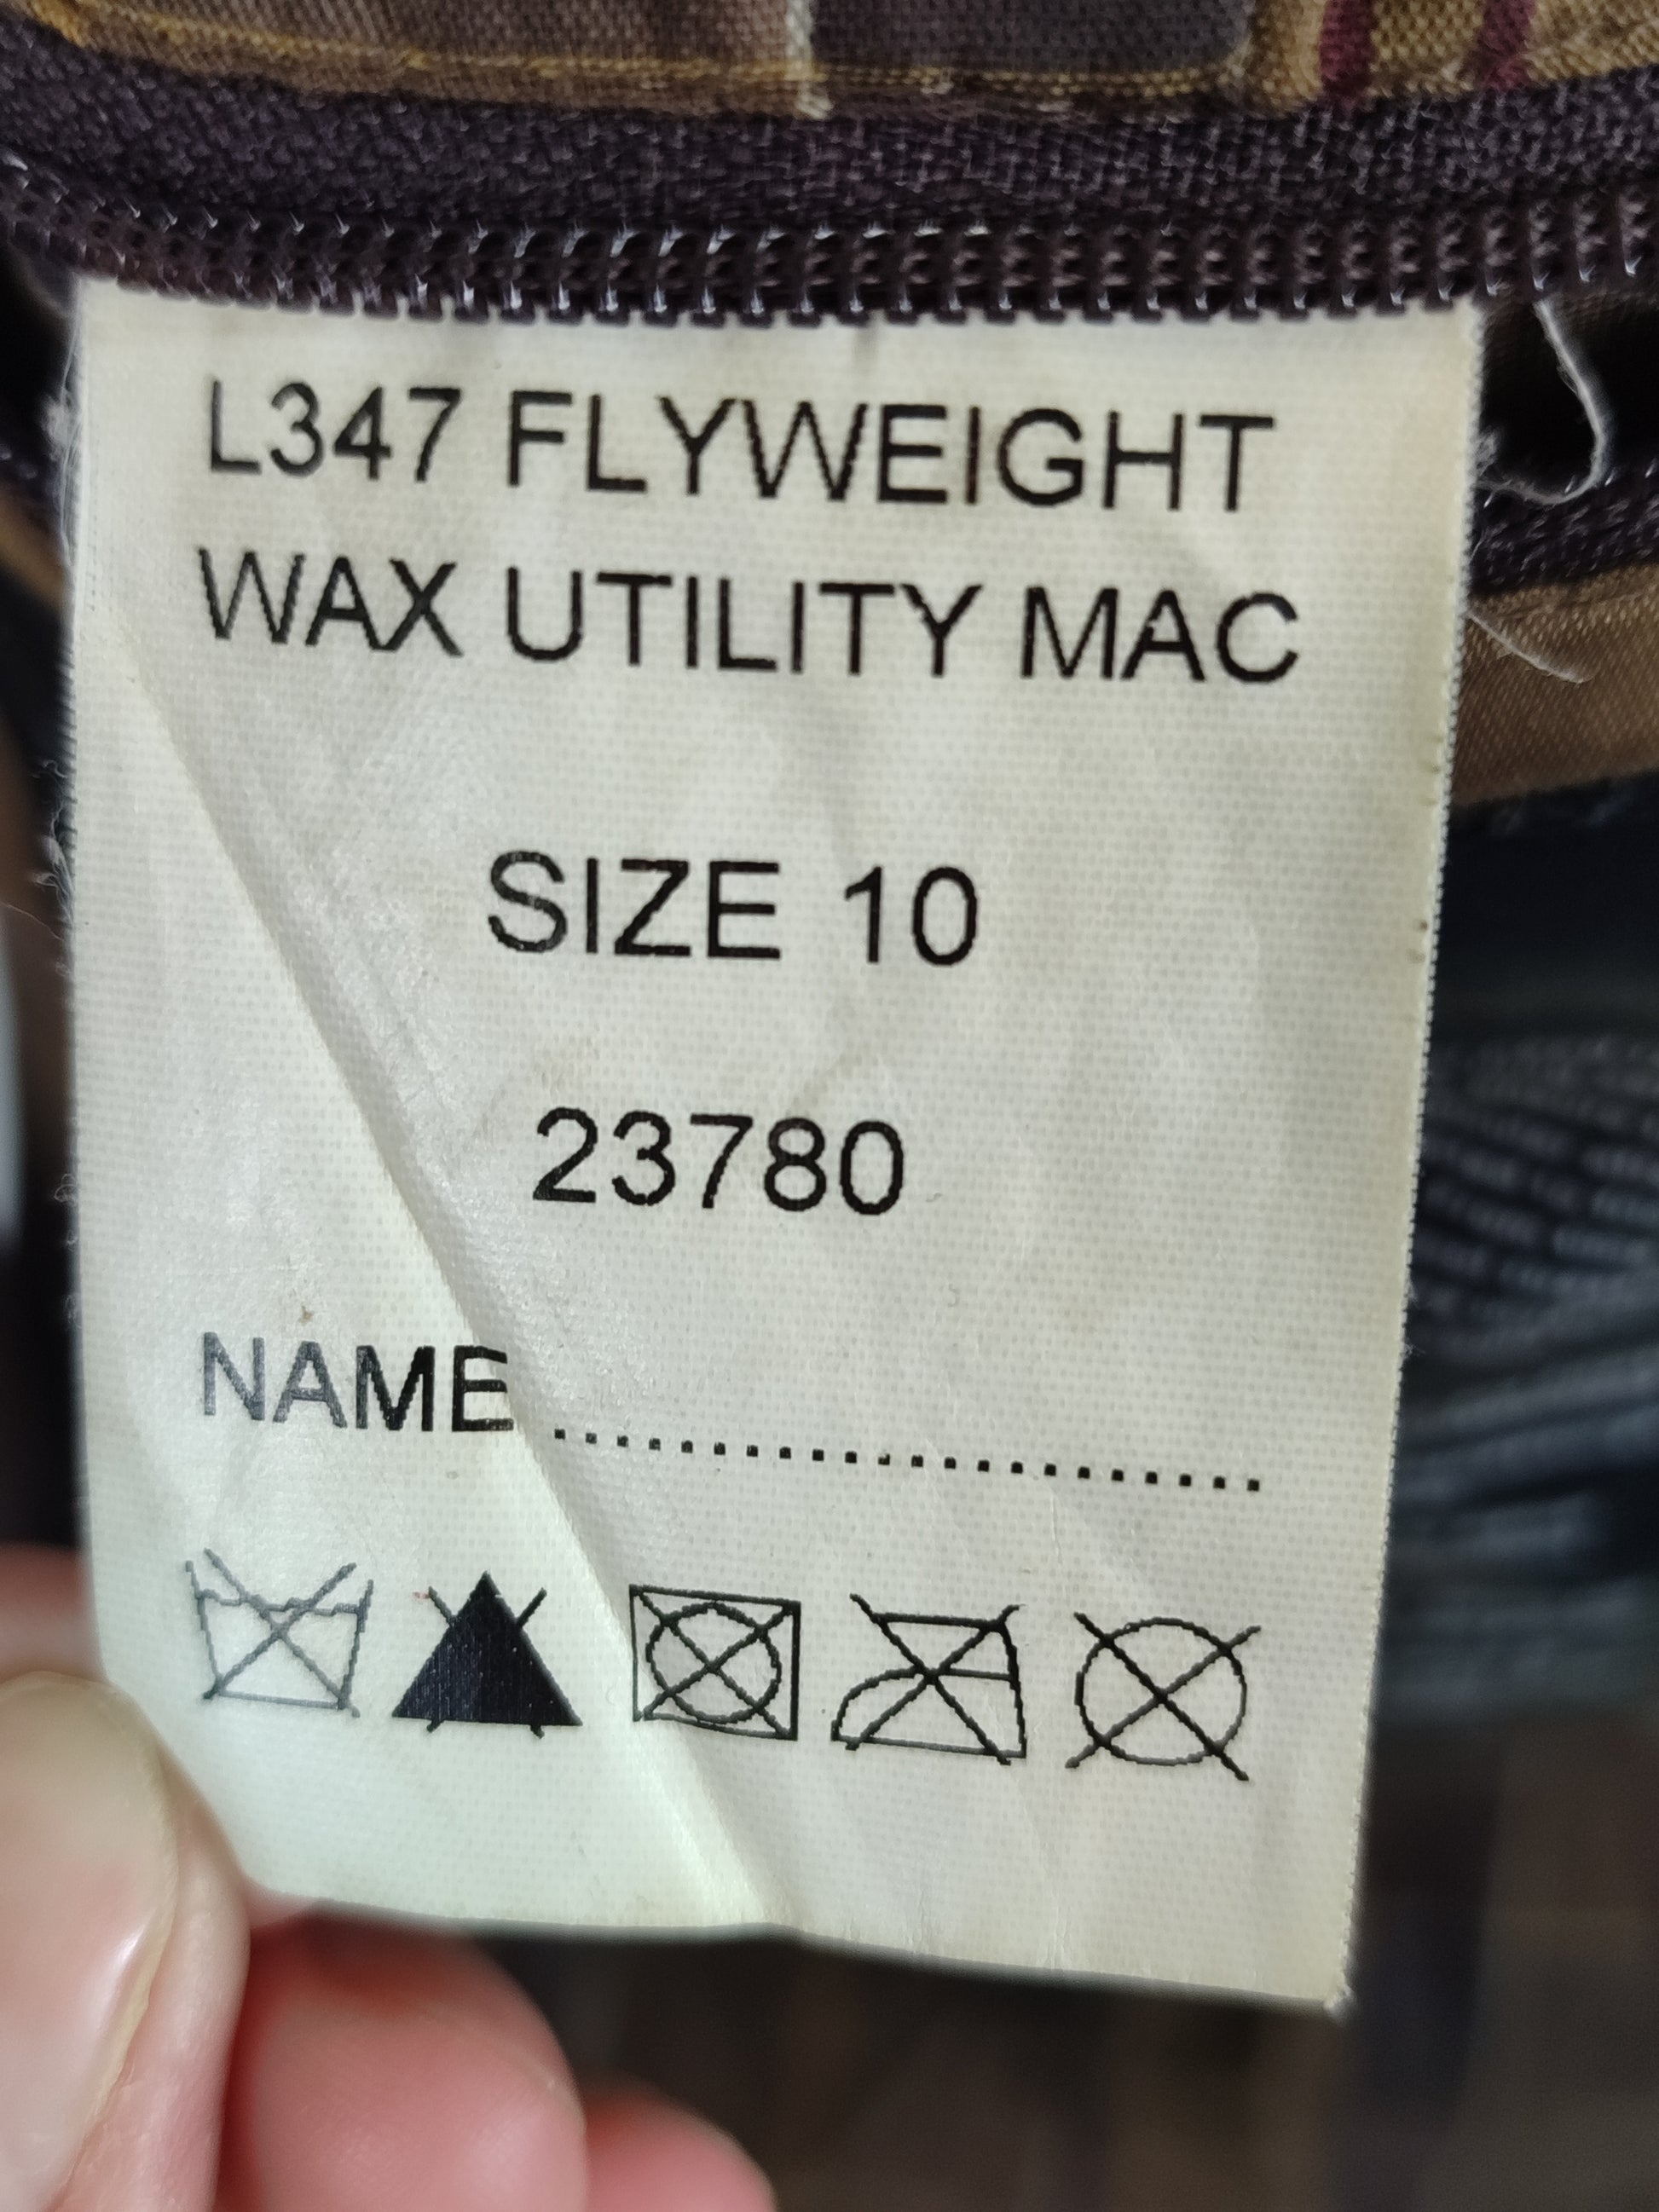 L347 FLYWEIGHT
WAX UTILITY MAC
SIZE 10
23780
NAME ......................